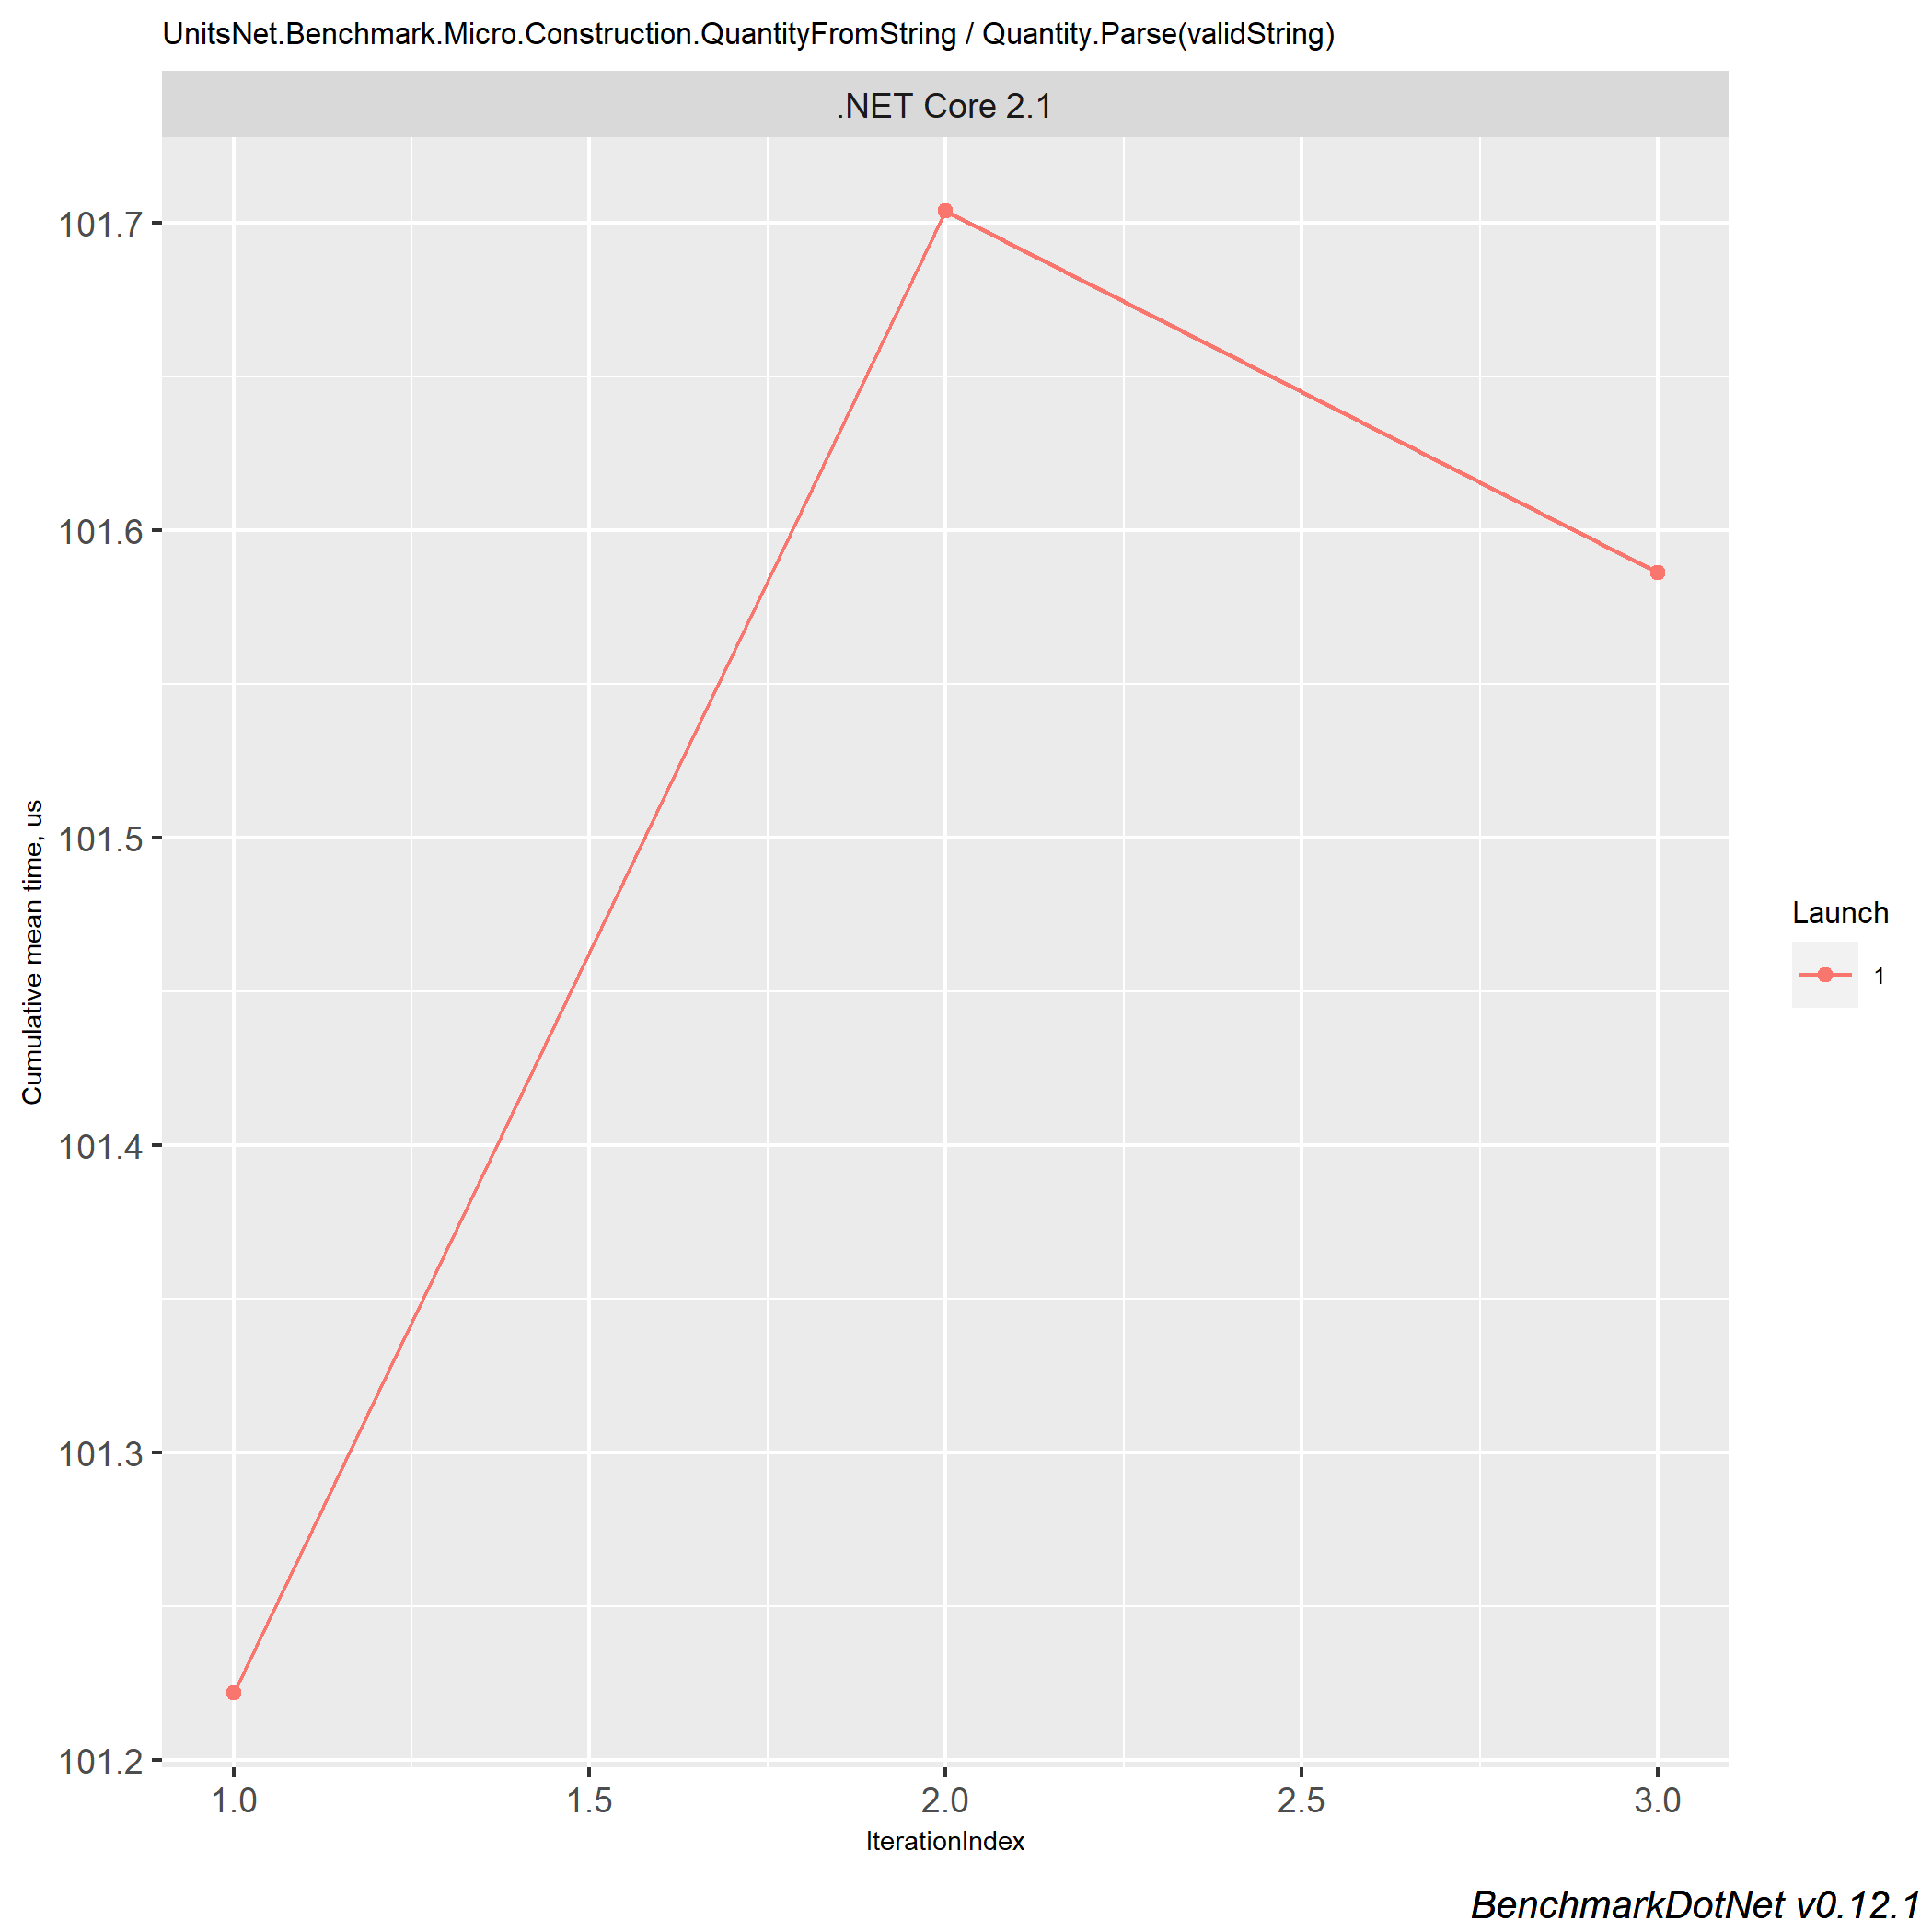 UnitsNet.Benchmark.Micro.Construction.QuantityFromString / Quantity.Parse(validString)
.NET Core 2.1
101.7
101.6
101.5
101.4
101.3
101.2
Cumulative mean time, us
1.0 1.5 2.0 2.5 3.0
IterationIndex
Launch
1
BenchmarkDotNet v0.12.1